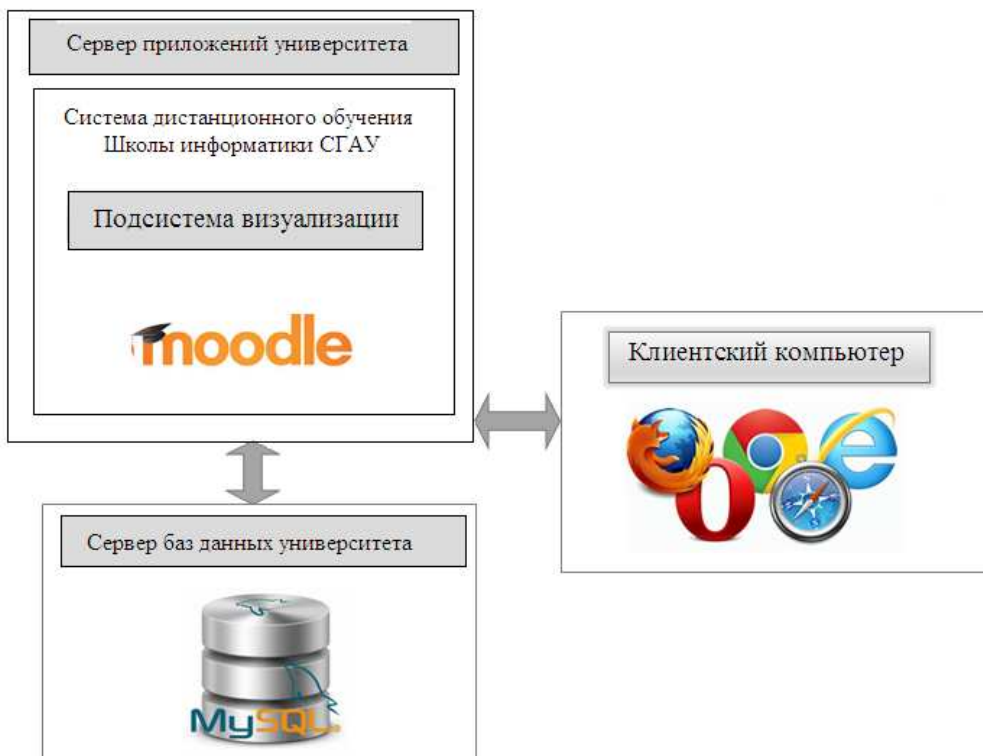 Сервер приложений университета
Система дистанционного обучения
Школы информатики СГАУ
Подсистема визуализации
moodle
Клиентский компьютер
Сервер баз данных университета
MySQL